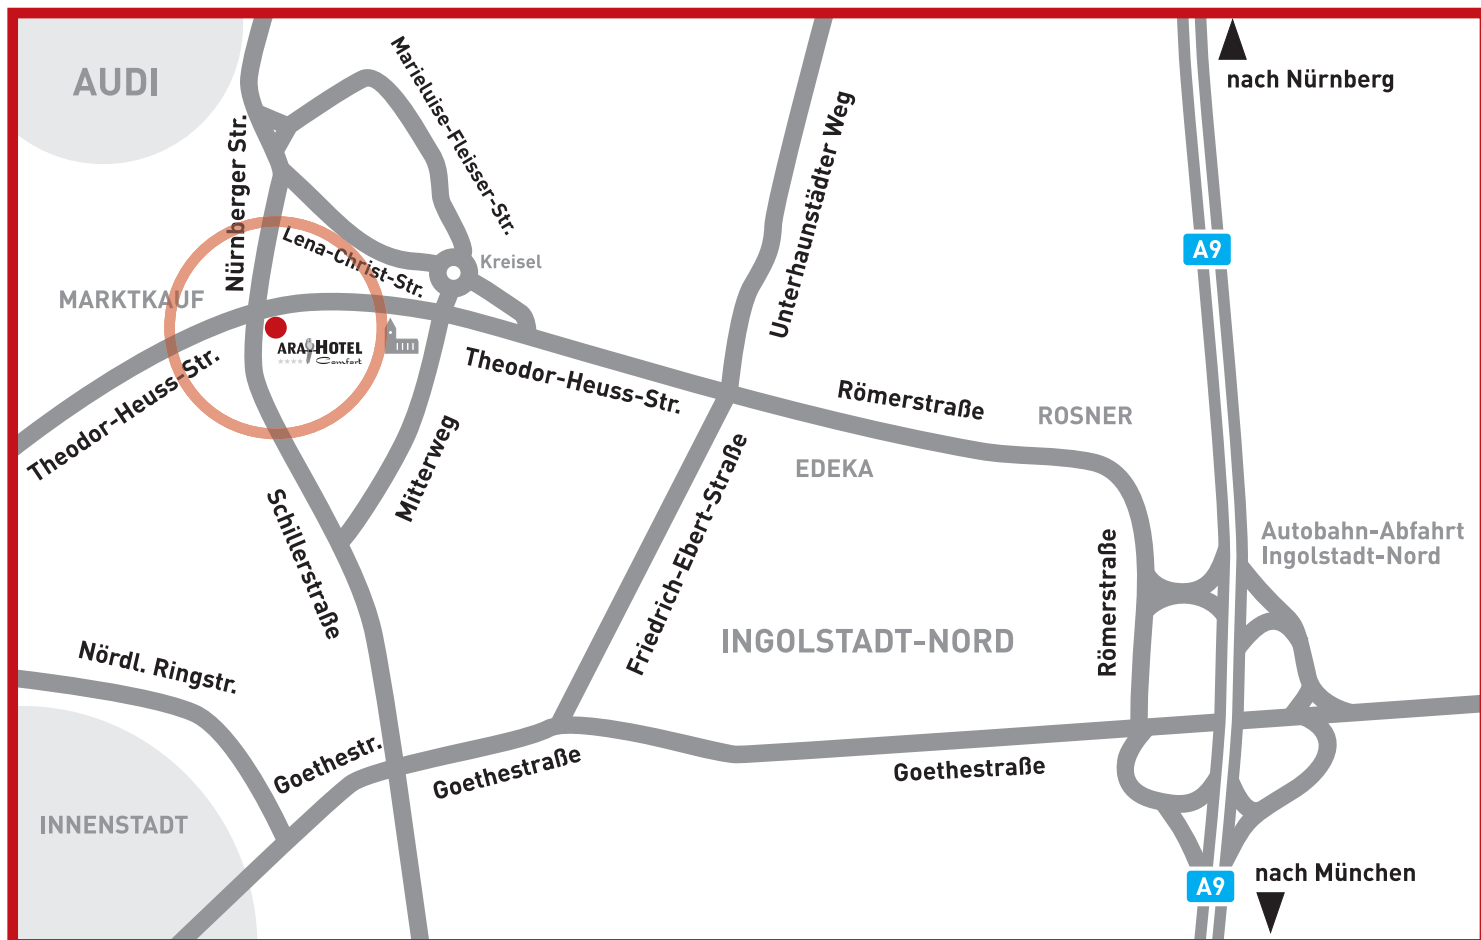 AUDI
Marieluise-Fleisser-Str.
nach Nürnberg
Nürnberger Str.
Unterhaunstädter Weg
Lena-Christ-Str.
Kreisel
A9
MARKTKAUF
ARA HOTEL
Comfort
Theodor-Heuss-Str.
Theodor-Heuss-Str.
Römerstraße
ROSNER
EDEKA
Mitterweg
Schillerstraße
Friedrich-Ebert-Straße
Autobahn-Abfahrt
Ingolstadt-Nord
Römerstraße
INGOLSTADT-NORD
Nördl. Ringstr.
Goethestr.
Goethestraße
Goethestraße
INNENSTADT
nach München
A9